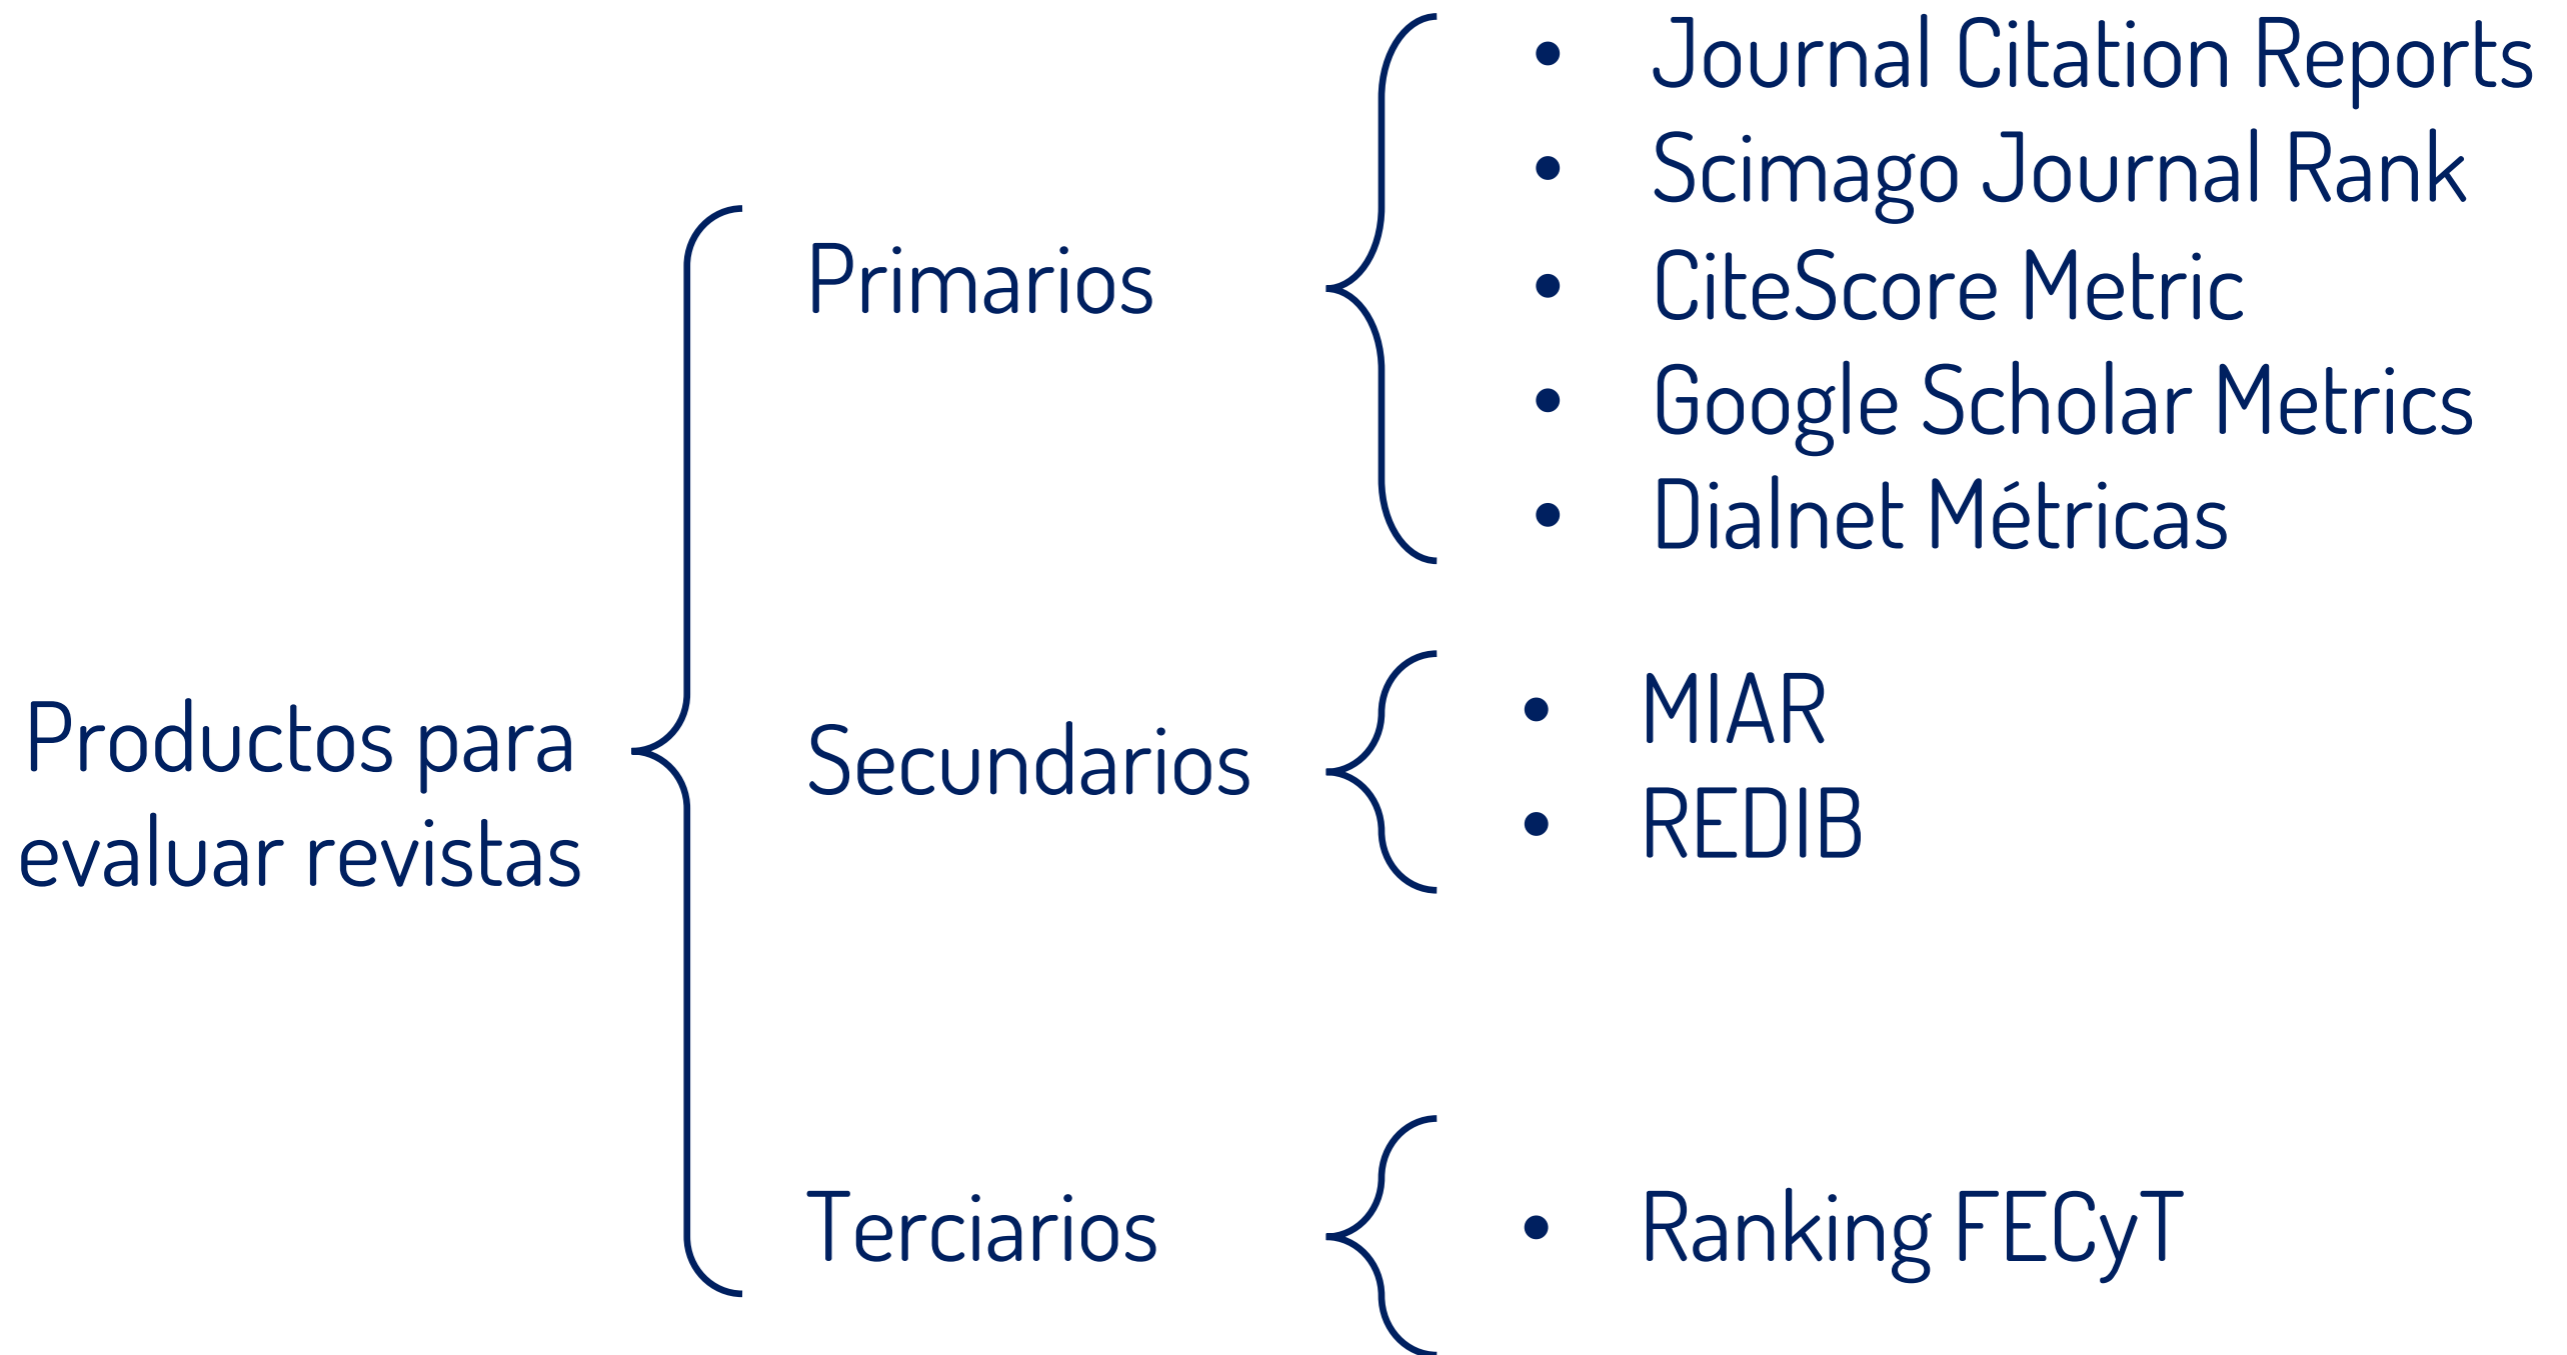 Productos para
evaluar revistas
Primarios
• Journal Citation Reports
• Scimago Journal Rank
• CiteScore Metric
• Google Scholar Metrics
• Dialnet Métricas
Secundarios
• MIAR
• REDIB
Terciarios
• Ranking FECyT